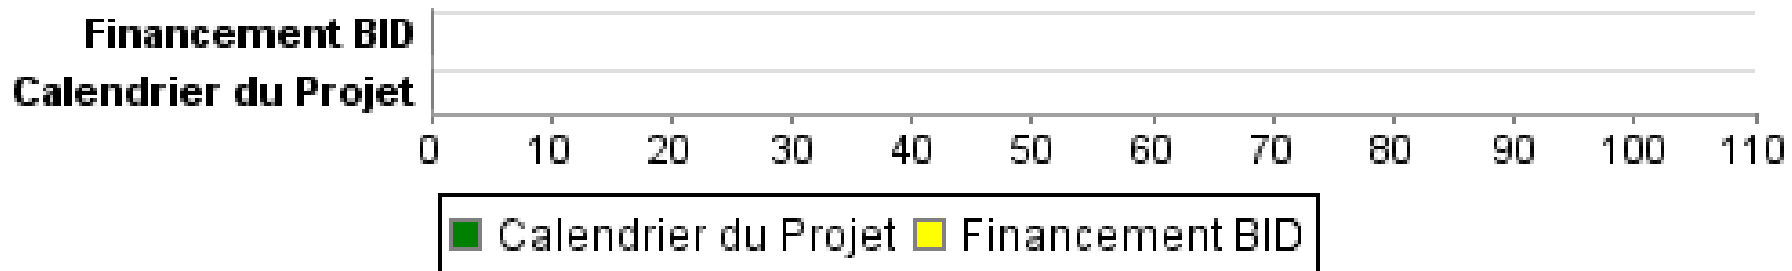 Financement BID
Calendrier du Projet
0 10 20 30 40 50 60 70 80 90 100 110
Calendrier du Projet Financement BID